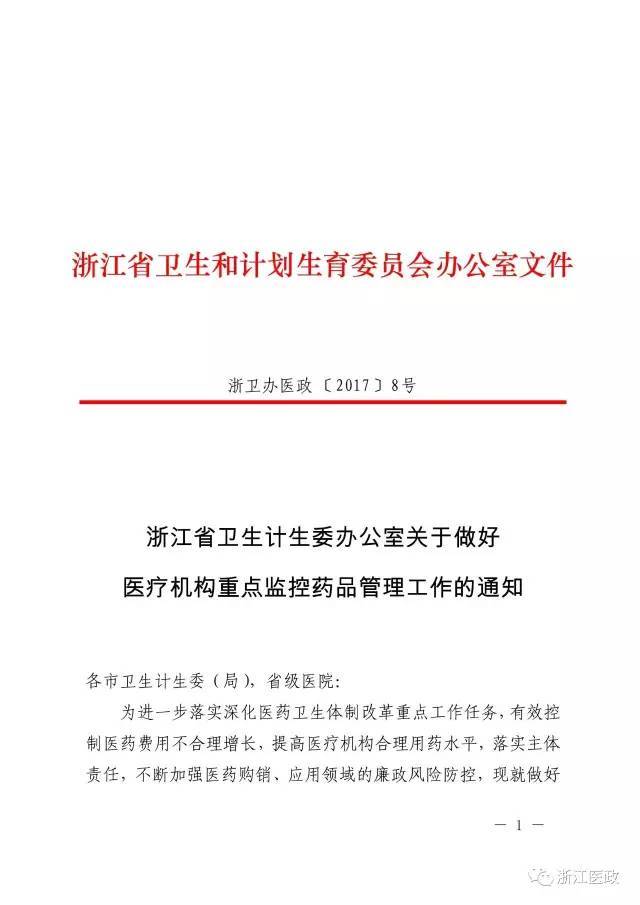 浙江省卫生和计划生育委员会办公室文件
浙卫办医政〔2017〕8号
浙江省卫生计生委办公室关于做好
医疗机构重点监控药品管理工作的通知
各市卫生计生委（局），省级医院：
为进一步落实深化医药卫生体制改革重点工作任务，有效控
制医药费用不合理增长，提高医疗机构合理用药水平，落实主体
责任，不断加强医药购销、应用领域的廉政风险防控，现就做好
— 1 —
浙江医政